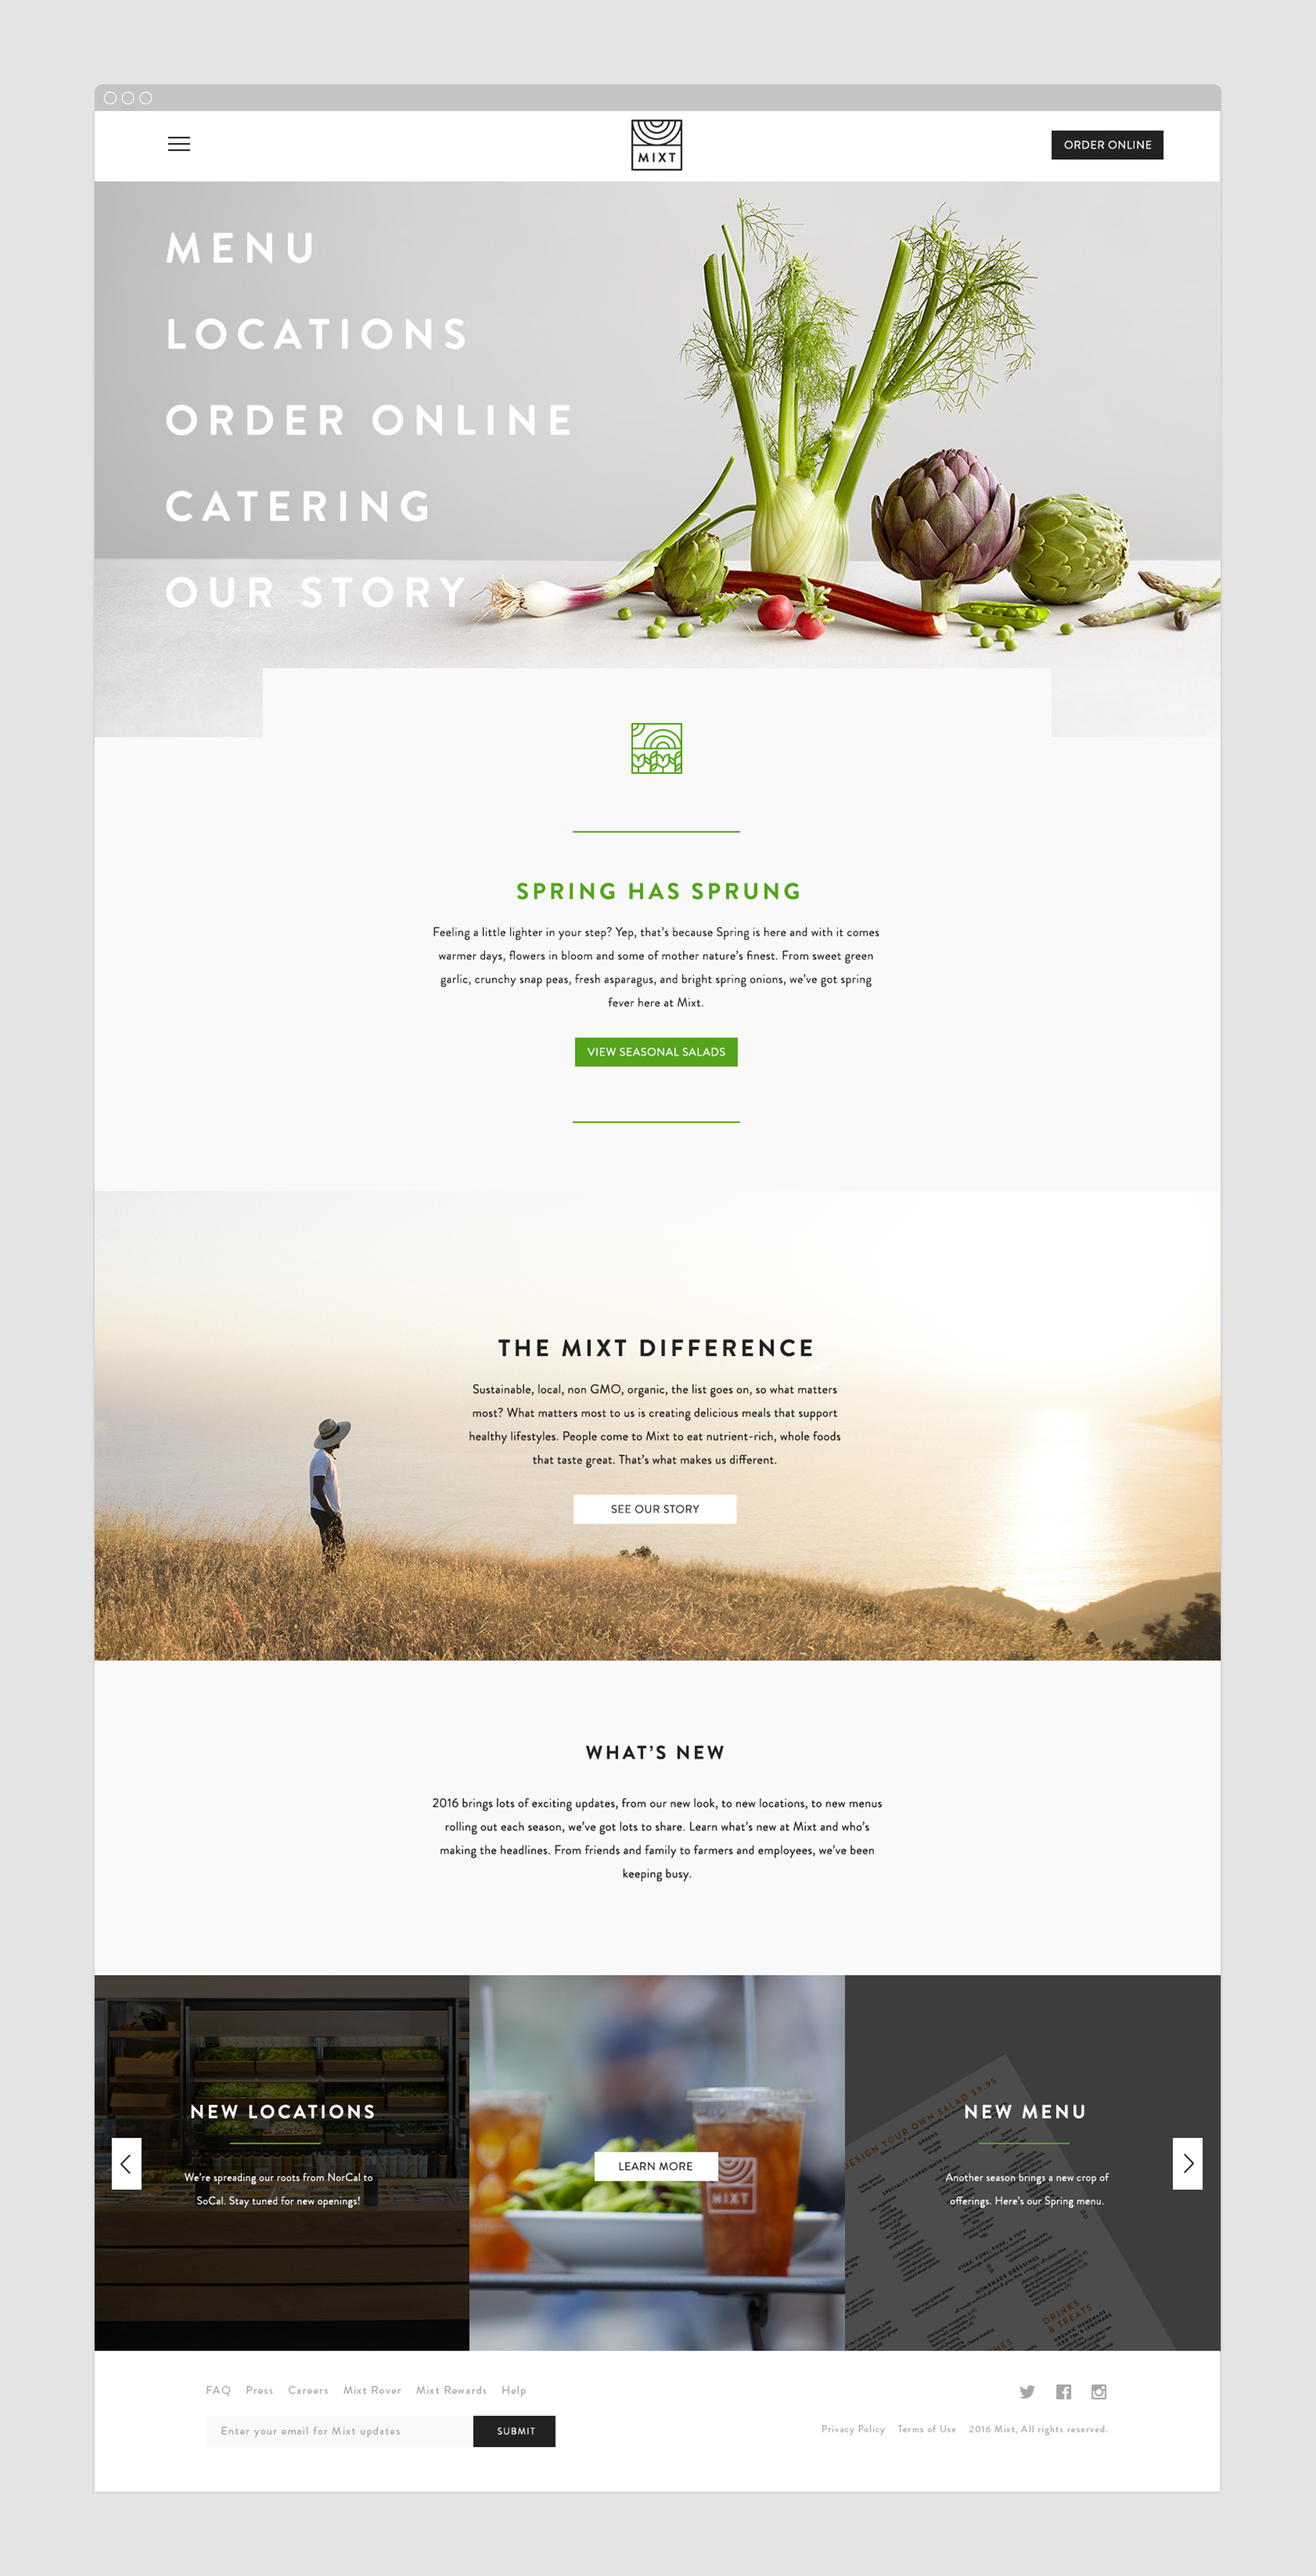 MIXT
ORDER ONLINE
MENU
LOCATIONS
ORDER ONLINE
CATERING
OUR STORY
SPRING HAS SPRUNG
Feeling a little lighter in your step? Yep, that's because Spring is here and with it comes
warmer days, flowers in bloom and some of mother nature's finest. From sweet green
garlic, crunchy snap peas, fresh asparagus, and bright spring onions, we've got spring
fever here at Mixt.
VIEW SEASONAL SALADS
THE MIXT DIFFERENCE
Sustainable, local, non GMO, organic, the list goes on, so what matters
most? What matters most to us is creating delicious meals that support
healthy lifestyles. People come to Mixt to eat nutrient-rich, whole foods
that taste great. That's what makes us different.
SEE OUR STORY
WHAT'S NEW
2016 brings lots of exciting updates, from our new look, to new locations, to new menus
rolling out each season, we've got lots to share. Learn what's new at Mixt and who's
making the headlines. From friends and family to farmers and employees, we've been
keeping busy.
NEW LOCATIONS
We're spreading our roots from NorCal to
SoCal. Stay tuned for new openings!
LEARN MORE
MIXT
DESIGN YOUR OWN SALAD $9.95
GREENS
NEW MENU
Another season brings a new crop of
offerings. Here's our Spring menu.
HOMEMADE DRESSINGS
DRINKS
& TREATS
FAQ Press Careers Mixt Rover Mixt Rewards Help
Enter your email for Mixt updates
SUBMIT
Privacy Policy Terms of Use 2016 Mixt, All rights reserved.